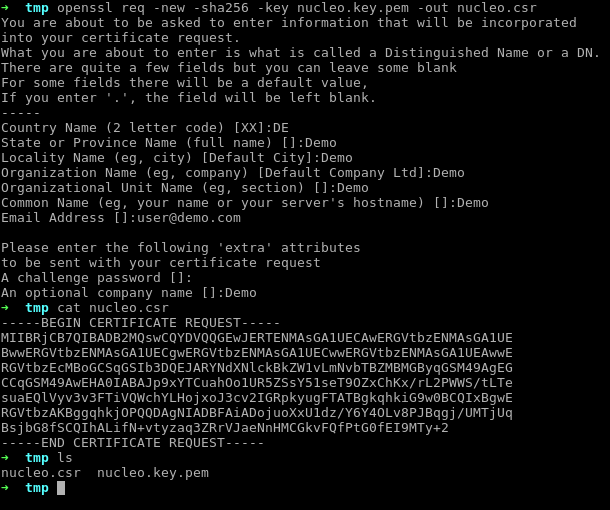 ➜  tmp openssl req -new -sha256 -key nucleo.key.pem -out nucleo.csr
You are about to be asked to enter information that will be incorporated
into your certificate request.
What you are about to enter is what is called a Distinguished Name or a DN.
There are quite a few fields but you can leave some blank
For some fields there will be a default value,
If you enter '.', the field will be left blank.
-----
Country Name (2 letter code) [XX]:DE
State or Province Name (full name) []:Demo
Locality Name (eg, city) [Default City]:Demo
Organization Name (eg, company) [Default Company Ltd]:Demo
Organizational Unit Name (eg, section) []:Demo
Common Name (eg, your name or your server's hostname) []:Demo
Email Address []:user@demo.com

Please enter the following 'extra' attributes
to be sent with your certificate request
A challenge password []:
An optional company name []:Demo
➜  tmp cat nucleo.csr
-----BEGIN CERTIFICATE REQUEST-----
MIIBRjCB7QIBADB2MQswCQYDVQQGEwJERTENMAsGA1UECAwERGVtbzENMAsGA1UE
BwwERGVtbzENMAsGA1UECgwERGVtbzENMAsGA1UECwwERGVtbzENMAsGA1UEAwwE
RGVtbzEcMBoGCSqGSIb3DQEJARYNdXNlckBkZW1vLmNvbTBZMBMGByqGSM49AgEG
CCqGSM49AwEHA0IABAJp9xYTCuahOo1UR5ZSsY51seT9OZxChKx/rL2PWWS/tLTe
suaEQlVyv3v3FTiVQWchYLHojxoJ3cv2IGRpkyugFTATBgkqhkiG9w0BCQIxBgwE
RGVtbzAKBggqhkjOPQQDAgNIADBFAiADojuoXxU1dz/Y6Y4OLv8PJBqgj/UMTjUq
BsjbG8fSCQIhALifN+vtyzaq3ZRrVJaeNnHMCGkvFQfPtG0fEI9MTy+2
-----END CERTIFICATE REQUEST-----
➜  tmp ls
nucleo.csr  nucleo.key.pem
➜  tmp